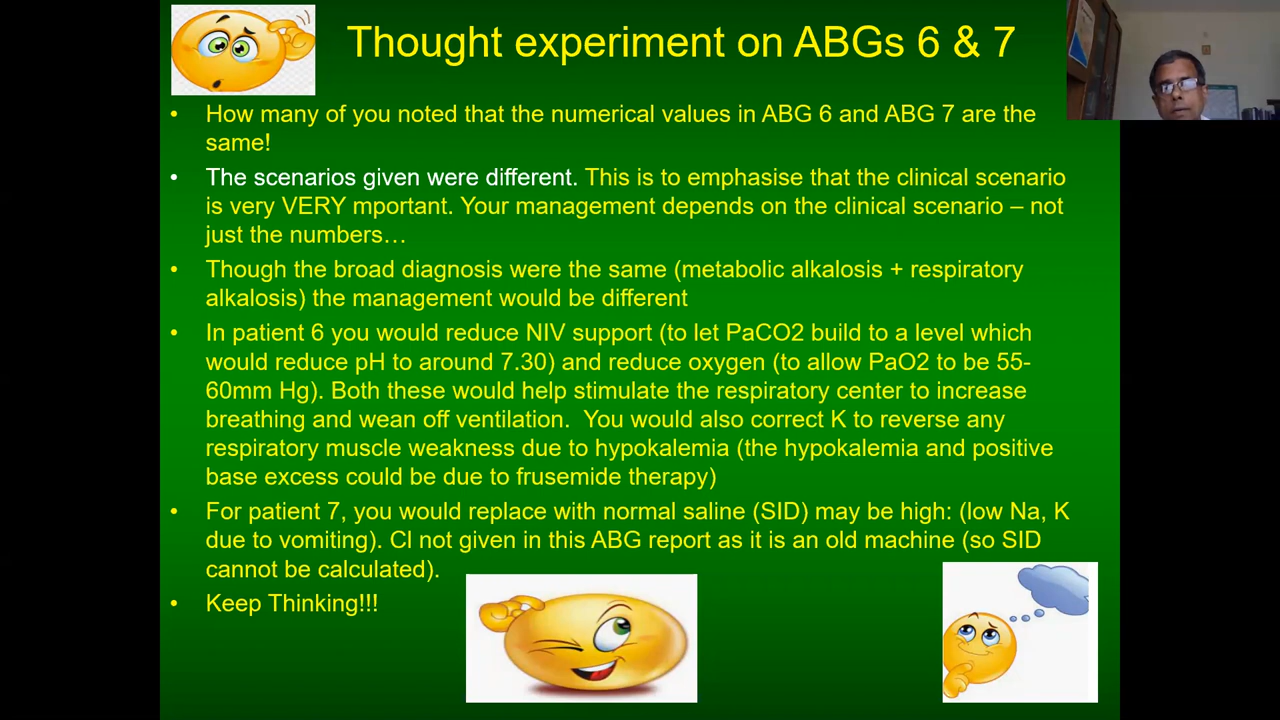 Thought experiment on ABGs 6 & 7
• How many of you noted that the numerical values in ABG 6 and ABG 7 are the
same!
• The scenarios given were different. This is to emphasise that the clinical scenario
is very VERY mportant. Your management depends on the clinical scenario – not
just the numbers…
• Though the broad diagnosis were the same (metabolic alkalosis + respiratory
alkalosis) the management would be different
• In patient 6 you would reduce NIV support (to let PaCO2 build to a level which
would reduce pH to around 7.30) and reduce oxygen (to allow PaO2 to be 55-
60mm Hg). Both these would help stimulate the respiratory center to increase
breathing and wean off ventilation.  You would also correct K to reverse any
respiratory muscle weakness due to hypokalemia (the hypokalemia and positive
base excess could be due to frusemide therapy)
• For patient 7, you would replace with normal saline (SID) may be high: (low Na, K
due to vomiting). Cl not given in this ABG report as it is an old machine (so SID
cannot be calculated).
• Keep Thinking!!!